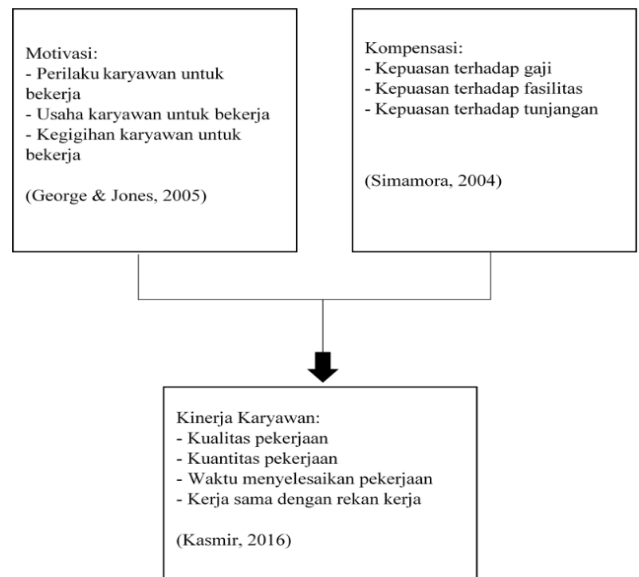 Motivasi:
- Perilaku karyawan untuk
bekerja
- Usaha karyawan untuk bekerja
- Kegigihan karyawan untuk
bekerja
(George & Jones, 2005)
Kompensasi:
- Kepuasan terhadap gaji
- Kepuasan terhadap fasilitas
- Kepuasan terhadap tunjangan
(Simamora, 2004)
Kinerja Karyawan:
- Kualitas pekerjaan
- Kuantitas pekerjaan
- Waktu menyelesaikan pekerjaan
- Kerja sama dengan rekan kerja
(Kasmir, 2016)